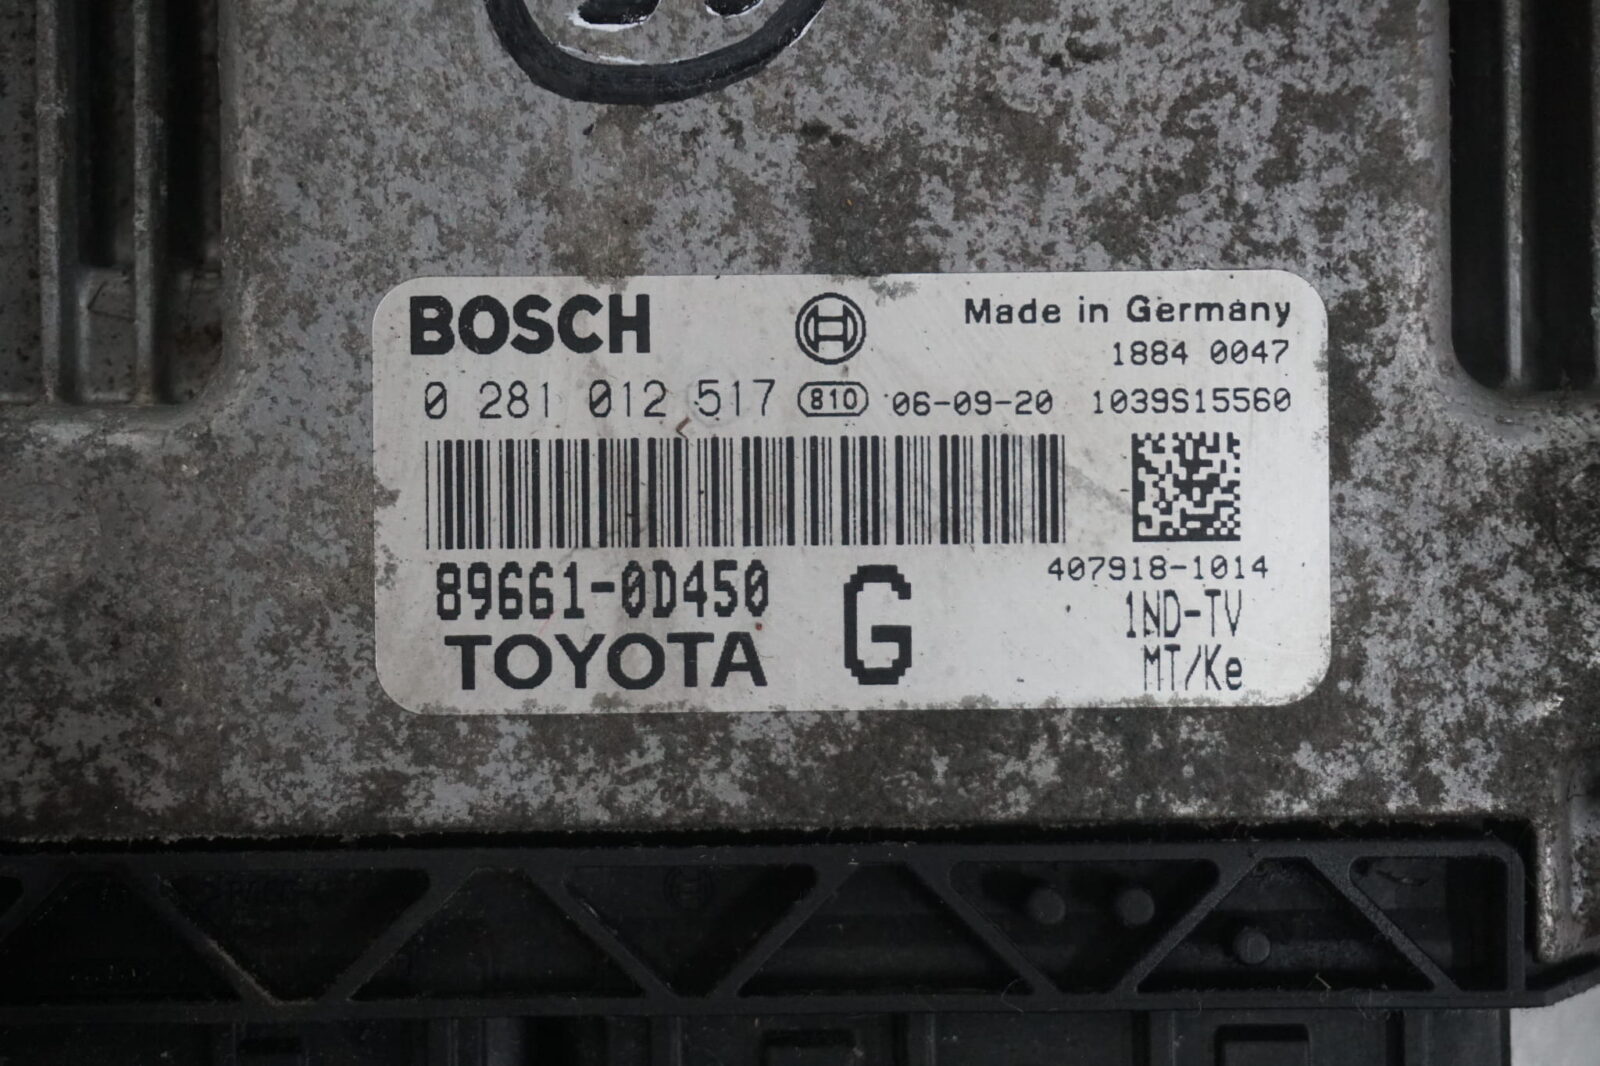 BOSCH Made in Germany
1884 0047
0 281 012 517 810 06-09-20 1039S15560
89661-0D450 G 407918-1014
TOYOTA 1ND-TV
MT/Ke